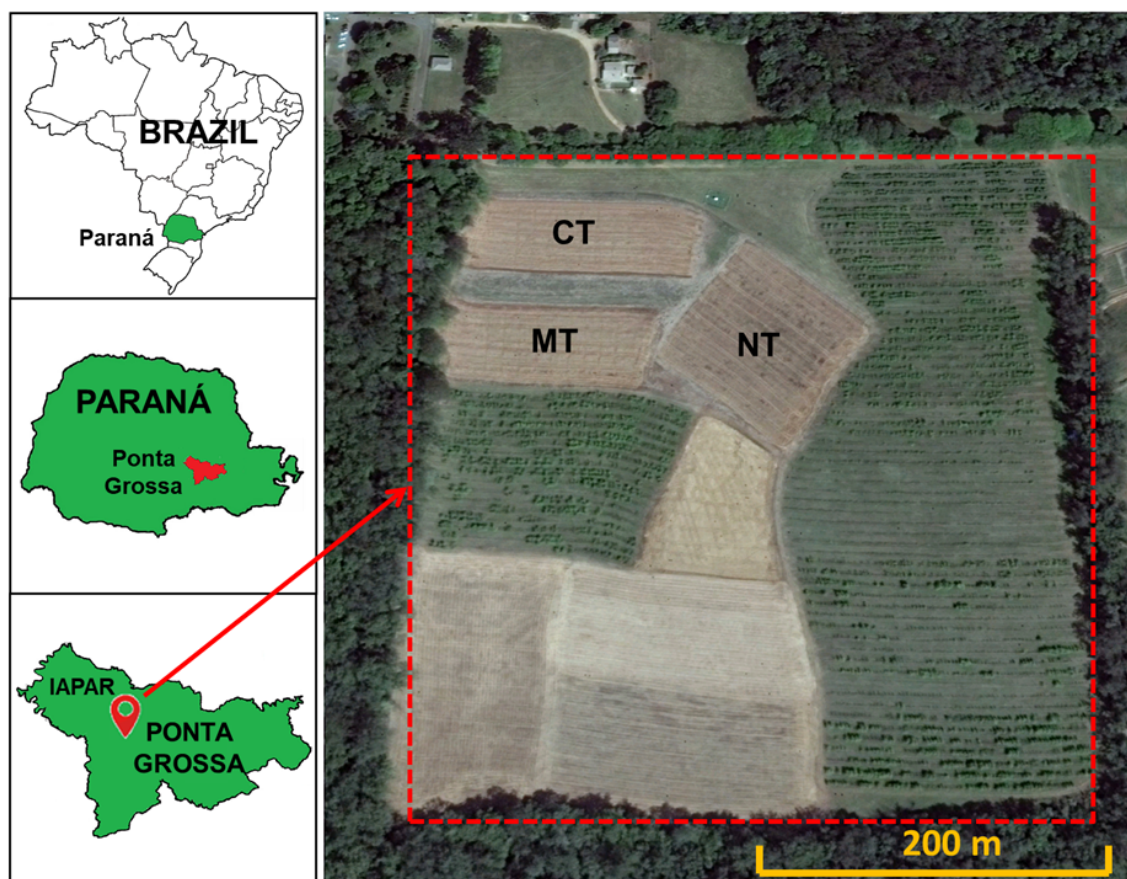 BRAZIL
Paraná
PARANÁ
Ponta
Grossa
IAPAR
PONTA
GROSSA
CT
MT
NT
200 m